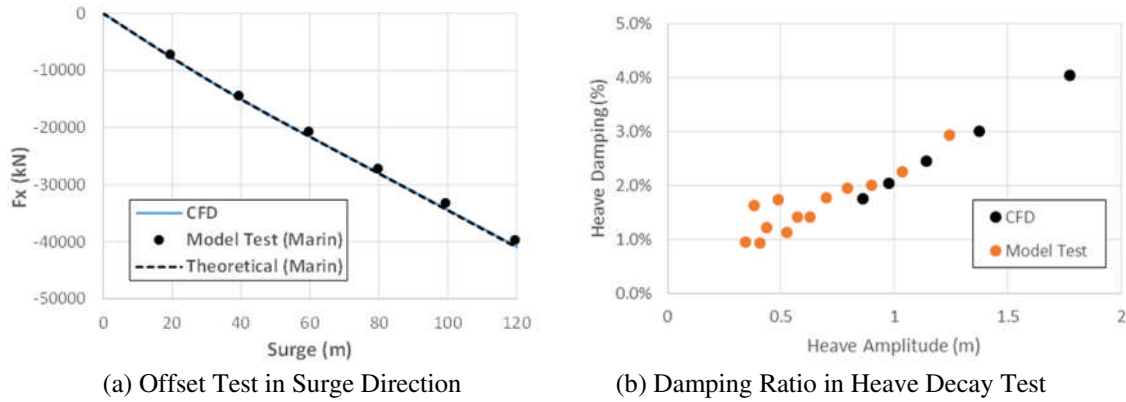 0
-10000
-20000
-30000
-40000
-50000
Fx (kN)
CFD
Model Test (Marin)
Theoretical (Marin)
0 20 40 60 80 100 120
Surge (m)
(a) Offset Test in Surge Direction
5.0%
4.0%
3.0%
2.0%
1.0%
0.0%
Heave Damping(%)
CFD
Model Test
0 0.5 1 1.5 2
Heave Amplitude (m)
(b) Damping Ratio in Heave Decay Test